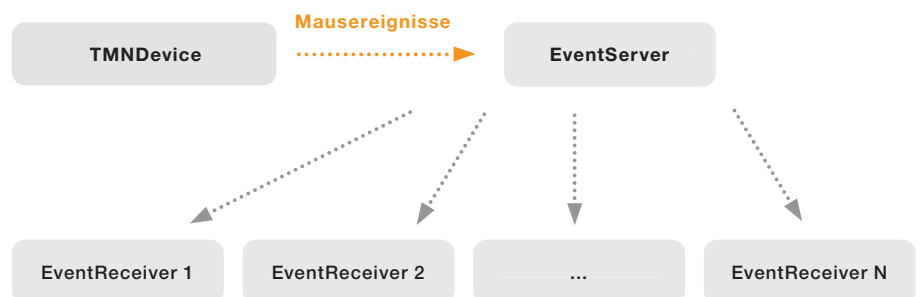 Mausereignisse
TMNDevice
EventServer
EventReceiver 1
EventReceiver 2
...
EventReceiver N